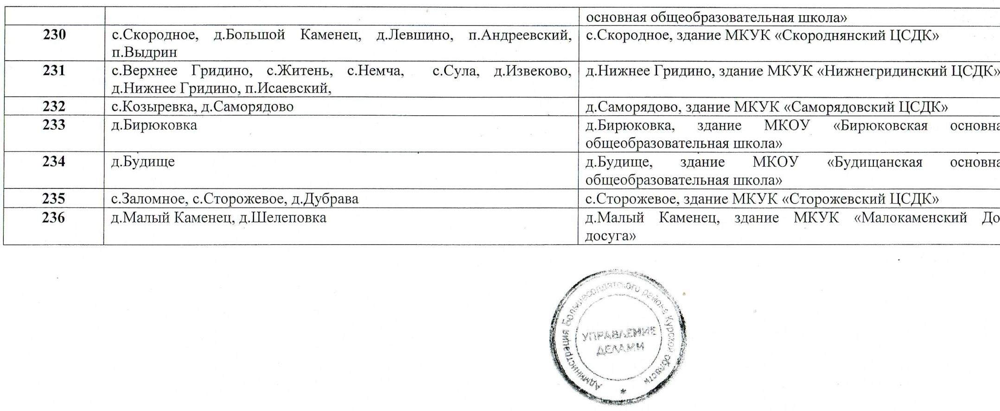 основная общеобразовательная школа»
230 с.Скородное, д.Большой Каменец, д.Левшино, п.Андреевский, с.Скородное, здание МКУК «Скороднянский ЦСДК»
п.Выдрин
231 с.Верхнее Гридино, с.Житень, с.Немча, с.Сула, д.Извеково, д.Нижнее Гридино, здание МКУК «Нижнегридинский ЦСДК»
д.Нижнее Гридино, п.Исаевский,
232 с.Козыревка, д.Саморядово д.Саморядово, здание МКУК «Саморядовский ЦСДК»
233 д.Бирюковка д.Бирюковка, здание МКОУ «Бирюковская основна
общеобразовательная школа»
234 д.Будище д.Будище, здание МКОУ «Будищанская основна
общеобразовательная школа»
235 с.Заломное, с.Сторожевое, д.Дубрава с.Сторожевое, здание МКУК «Сторожевский ЦСДК»
236 д.Малый Каменец, д.Шелеповка д.Малый Каменец, здание МКУК «Малокаменский До
досуга»
Администрация Большесолдатского района Курской области
УПРАВЛЕНИЕ
ДЕЛАМИ
*